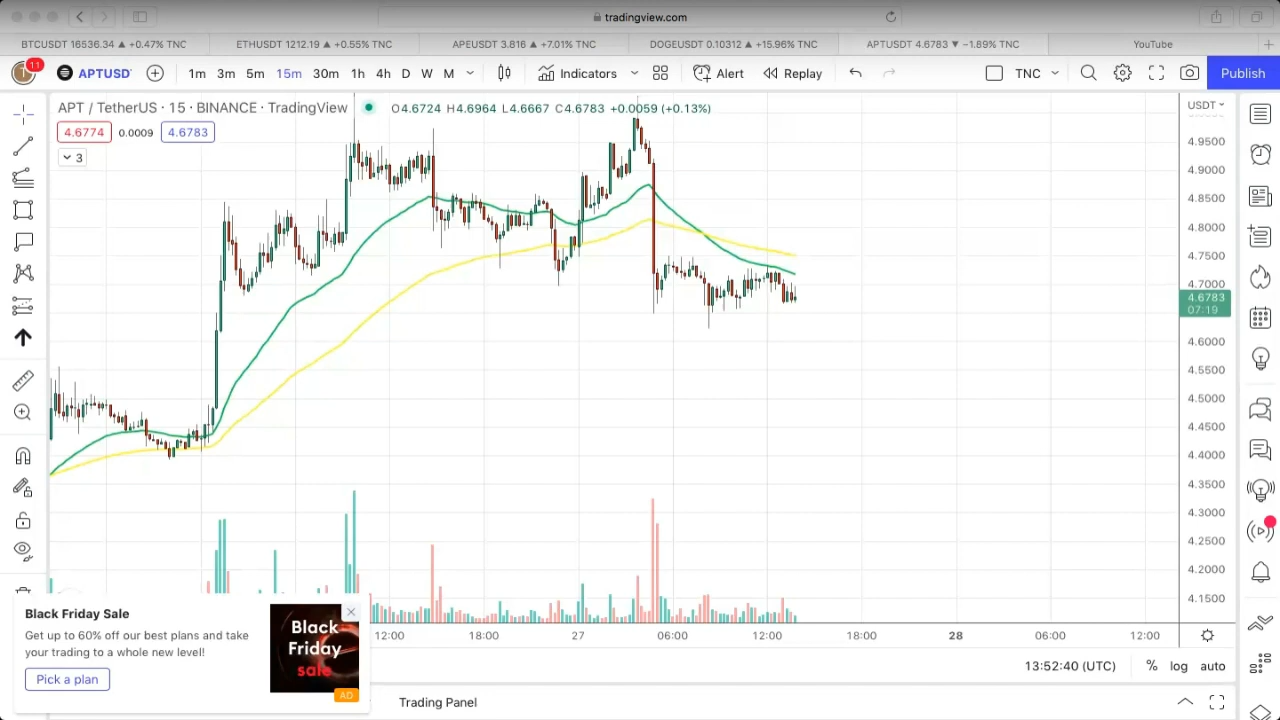 tradingview.com
BTCUSDT 16536.34 ▲ +0.47% TNC
ETHUSDT 1212.19 ▲ +0.55% TNC
APEUSDT 3.816 ▲ +7.01% TNC
DOGEUSDT 0.10312 ▲ +15.96% TNC
APTUSDT 4.6783 ▼ −1.89% TNC
YouTube
11
T
APTUSD
1m 3m 5m 15m 30m 1h 4h D W M
Indicators
Alert
Replay
TNC
Publish
APT / TetherUS · 15 · BINANCE · TradingView
O4.6724 H4.6964 L4.6667 C4.6783 +0.0059 (+0.13%)
USDT
4.6774 0.0009 4.6783
3
4.9500
4.9000
4.8500
4.8000
4.7500
4.7000
4.6783
07:19
4.6000
4.5500
4.5000
4.4500
4.4000
4.3500
4.3000
4.2500
4.2000
4.1500
12:00 18:00 27 06:00 12:00 18:00 28 06:00 12:00
Black Friday Sale
Get up to 60% off our best plans and take
your trading to a whole new level!
Pick a plan
Black
Friday
sale
AD
13:52:40 (UTC)
% log auto
Trading Panel